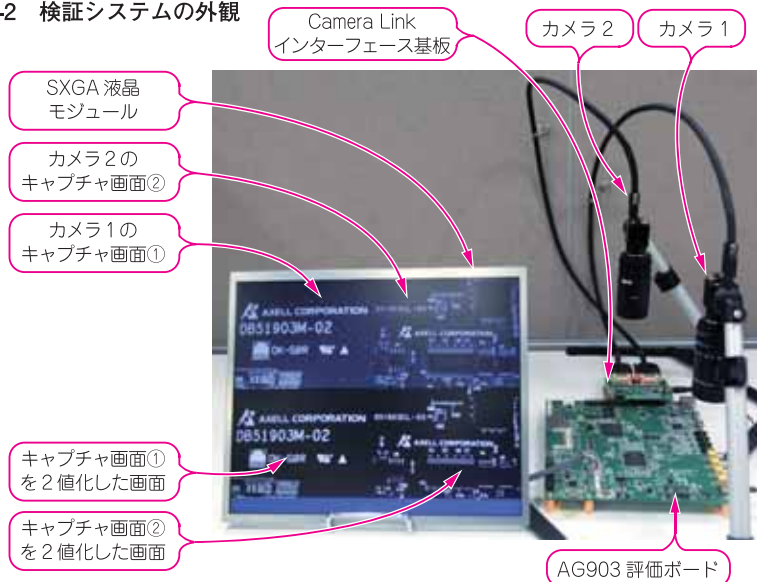 -2 検証システムの外観
Camera Link
インターフェース基板
カメラ2
カメラ1
SXGA 液晶
モジュール
カメラ2の
キャプチャ画面②
カメラ1の
キャプチャ画面①
AXELL CORPORATION
DB51903M-02
AXELL CORPORATION
AXELL CORPORATION
DB51903M-02
AXELL CORPORATION
キャプチャ画面①
を2値化した画面
キャプチャ画面②
を2値化した画面
AG903 評価ボード